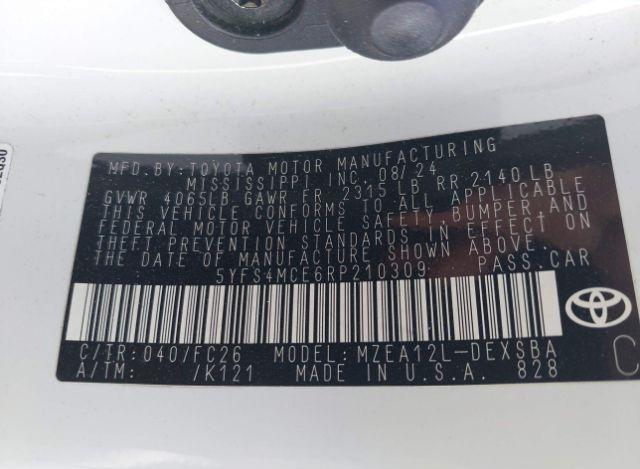 MFD. BY: TOYOTA MOTOR MANUFACTURING
MISSISSIPPI INC. 08/24
GVWR 4065LB GAWR FR 2315 LB RR 2140 LB
THIS VEHICLE CONFORMS TO ALL APPLICABLE
FEDERAL MOTOR VEHICLE SAFETY, BUMPER, AND
THEFT PREVENTION STANDARDS IN EFFECT ON
THE DATE OF MANUFACTURE SHOWN ABOVE.
5YFS4MCE6RP210309 PASS. CAR
C/TR: 040/FC26 MODEL: MZEA12L-DEXSBA
A/TM: /K121 MADE IN U.S.A. 828
C